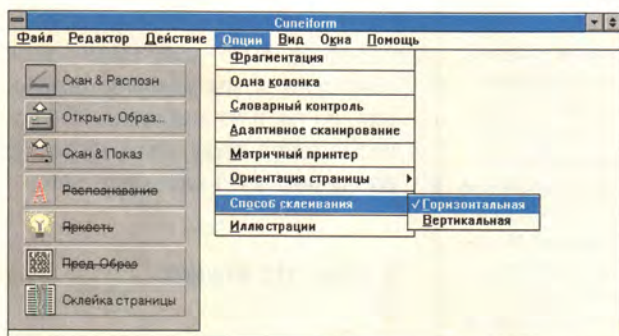 Cuneiform
Файл Редактор Действие Опции Вид Окна Помощь
Фрагментация
Одна колонка
Словарный контроль
Адаптивное сканирование
Матричный принтер
Ориентация страницы
Способ склеивания
Иллюстрации
✓ Горизонтальная
Вертикальная
Скан & Распозн
Открыть Образ...
Скан & Показ
Распознавание
Яркость
Пред. Образ
Склейка страницы